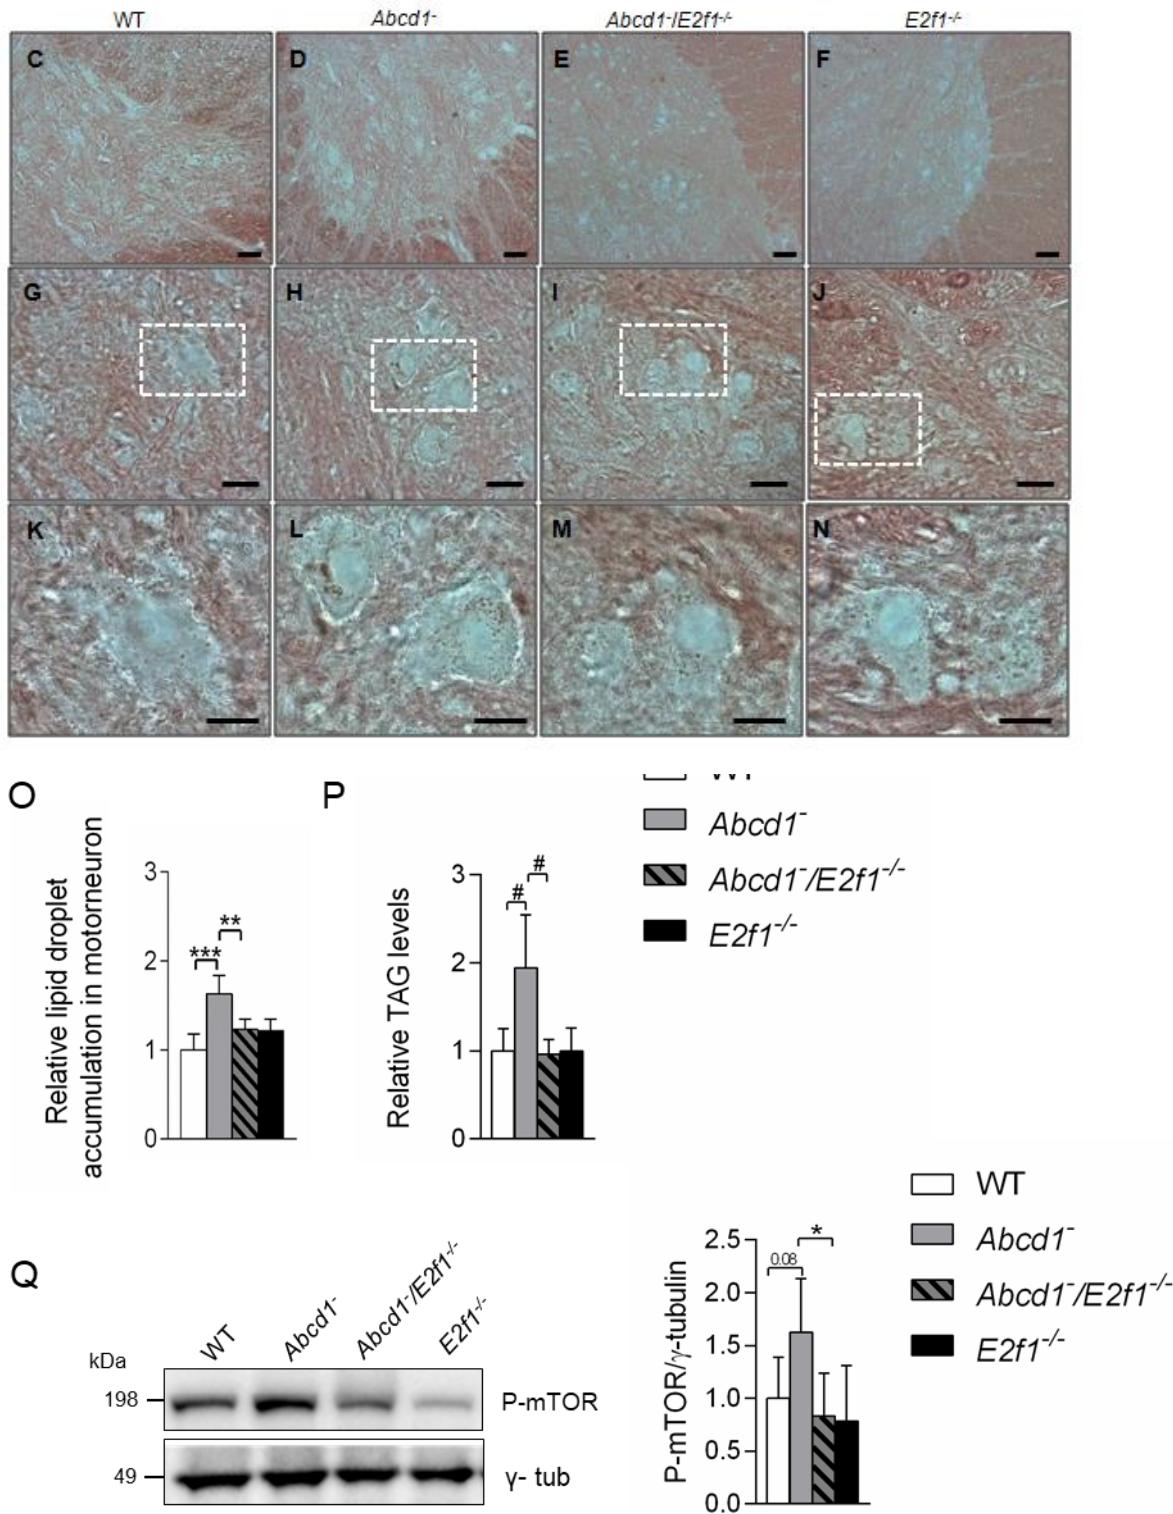 WT Abcd1⁻ Abcd1⁻/E2f1⁻/⁻ E2f1⁻/⁻
C D E F
G H I J
K L M N
O P
Relative lipid droplet
accumulation in motorneuron
3
2
1
0
*** **
Relative TAG levels
3
2
1
0
# #
Abcd1⁻
Abcd1⁻/E2f1⁻/⁻
E2f1⁻/⁻
Q
WT Abcd1⁻ Abcd1⁻/E2f1⁻/⁻ E2f1⁻/⁻
kDa
198 P-mTOR
49 γ- tub
P-mTOR/γ-tubulin
2.5
2.0
1.5
1.0
0.5
0.0
0.08 *
WT
Abcd1⁻
Abcd1⁻/E2f1⁻/⁻
E2f1⁻/⁻